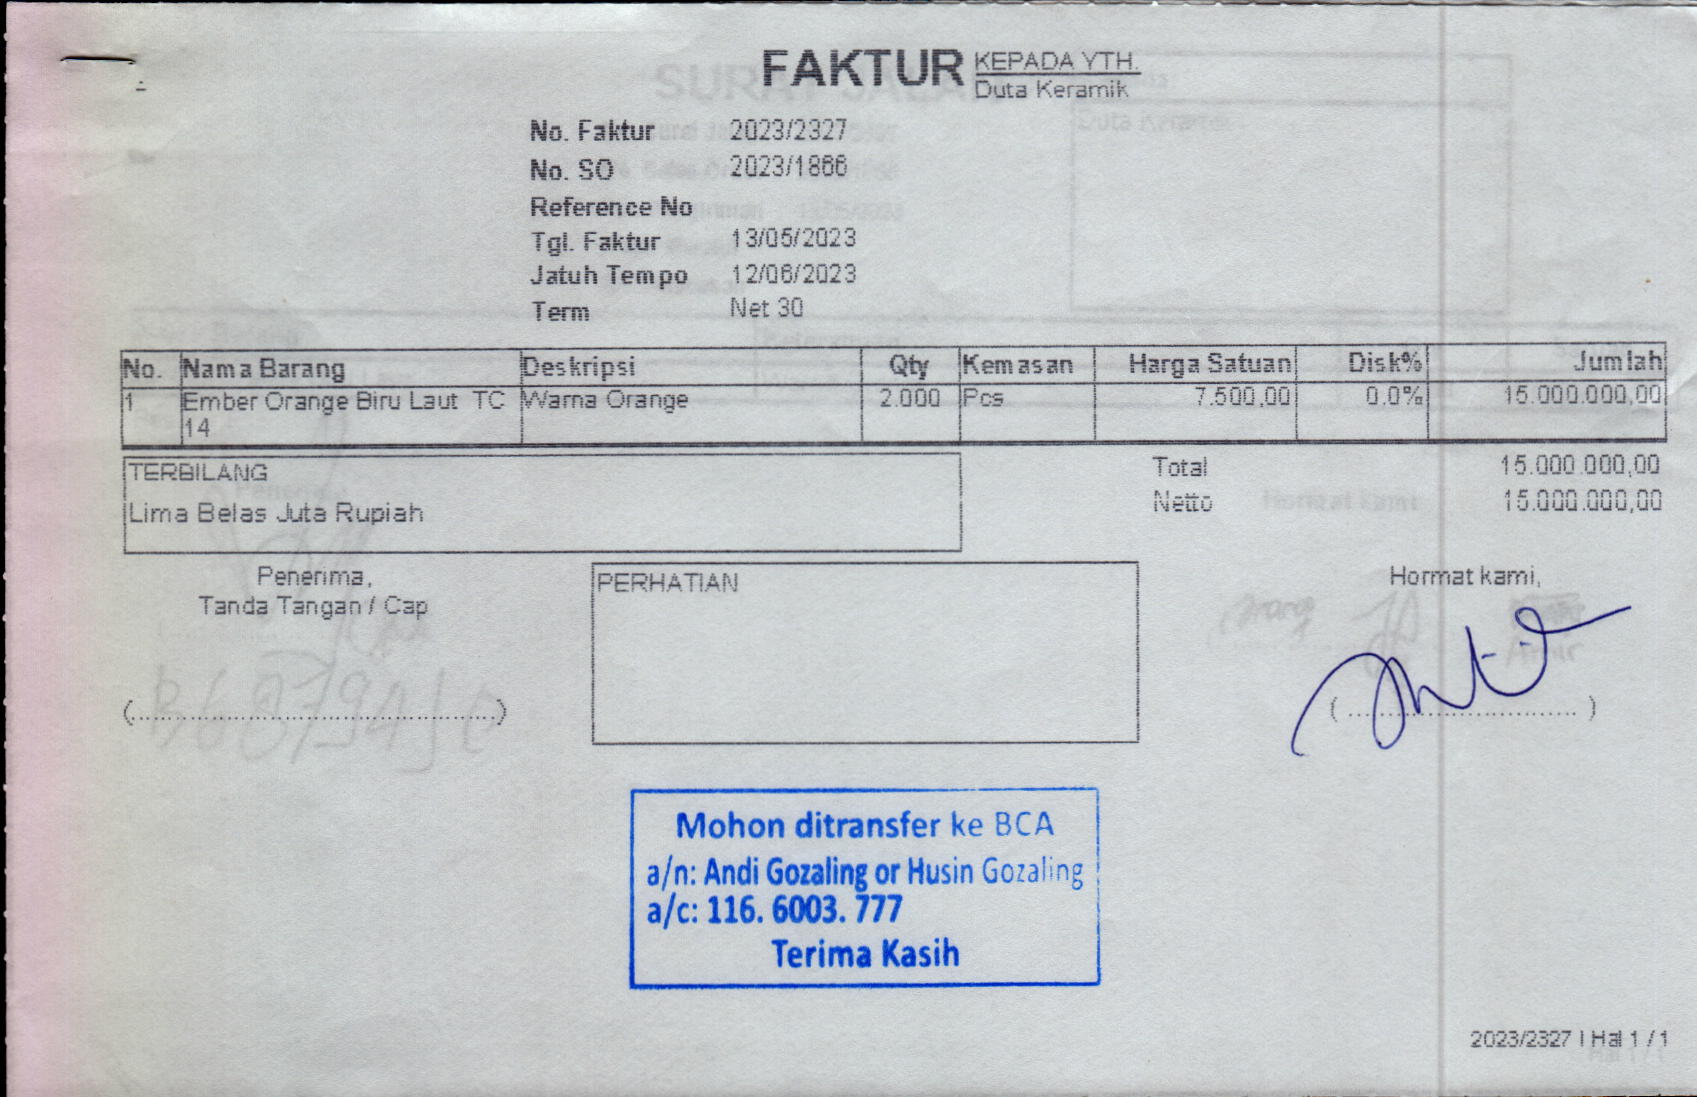 FAKTUR
KEPADA YTH.
Duta Keramik
No. Faktur 2023/2327
No. SO 2023/1866
Reference No
Tgl. Faktur 13/05/2023
Jatuh Tempo 12/06/2023
Term Net 30
No. Nama Barang Deskripsi Qty Kemasan Harga Satuan Disk% Jumlah
1 Ember Orange Biru Laut TC Warna Orange 2.000 Pcs 7.500,00 0.0% 15.000.000,00
14
TERBILANG
Lima Belas Juta Rupiah
Total 15.000.000,00
Netto 15.000.000,00
Penerima,
Tanda Tangan / Cap
PERHATIAN
Hormat kami,
(..........................................................)
( .................................... )
Mohon ditransfer ke BCA
a/n: Andi Gozaling or Husin Gozaling
a/c: 116. 6003. 777
Terima Kasih
2023/2327 | Hal 1 / 1